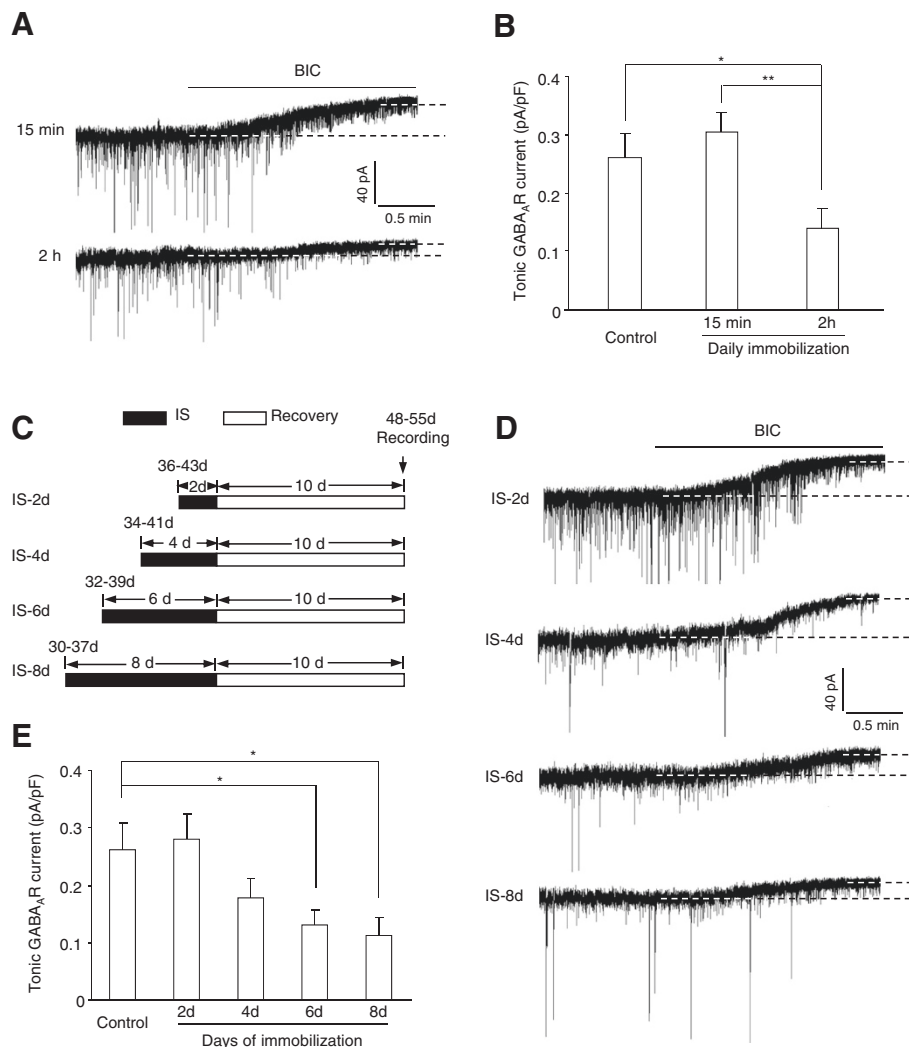 A
BIC
15 min
40 pA
0.5 min
2 h
B
*
**
Tonic GABAAR current (pA/pF)
0.4
0.3
0.2
0.1
0
Control
15 min
2h
Daily immobilization
C
IS
Recovery
48-55d
Recording
36-43d
2d
10 d
IS-2d
34-41d
4 d
10 d
IS-4d
32-39d
6 d
10 d
IS-6d
30-37d
8 d
10 d
IS-8d
D
BIC
IS-2d
IS-4d
40 pA
0.5 min
IS-6d
IS-8d
E
*
*
Tonic GABAAR current (pA/pF)
0.4
0.3
0.2
0.1
0
Control
2d
4d
6d
8d
Days of immobilization